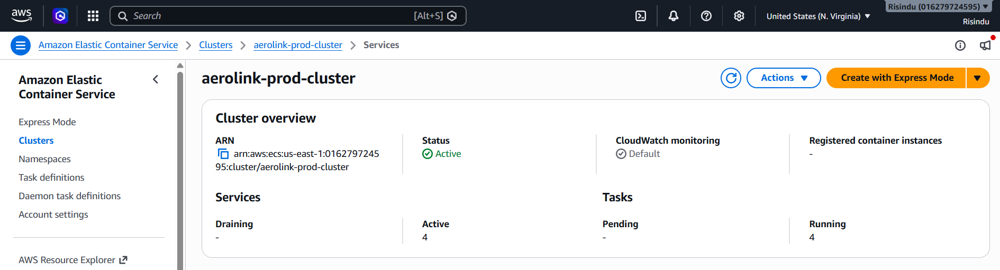 aws
Search
[Alt+S]
United States (N. Virginia)
Risindu (016279724595)
Risindu
Amazon Elastic Container Service
Clusters
aerolink-prod-cluster
Services
Amazon Elastic
Container Service
Express Mode
Clusters
Namespaces
Task definitions
Daemon task definitions
Account settings
AWS Resource Explorer
aerolink-prod-cluster
Actions
Create with Express Mode
Cluster overview
ARN
arn:aws:ecs:us-east-1:0162797245
95:cluster/aerolink-prod-cluster
Status
Active
CloudWatch monitoring
Default
Registered container instances
-
Services
Draining
-
Active
4
Tasks
Pending
-
Running
4